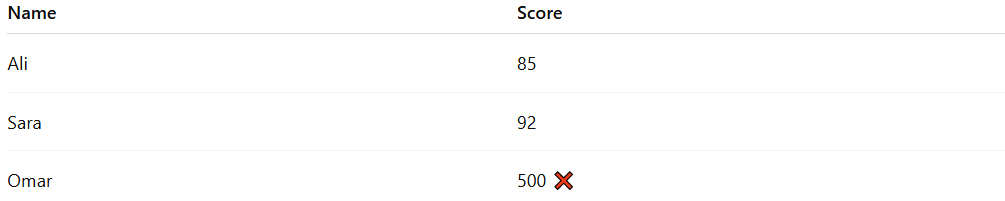 Name Score
Ali 85
Sara 92
Omar 500 ❌